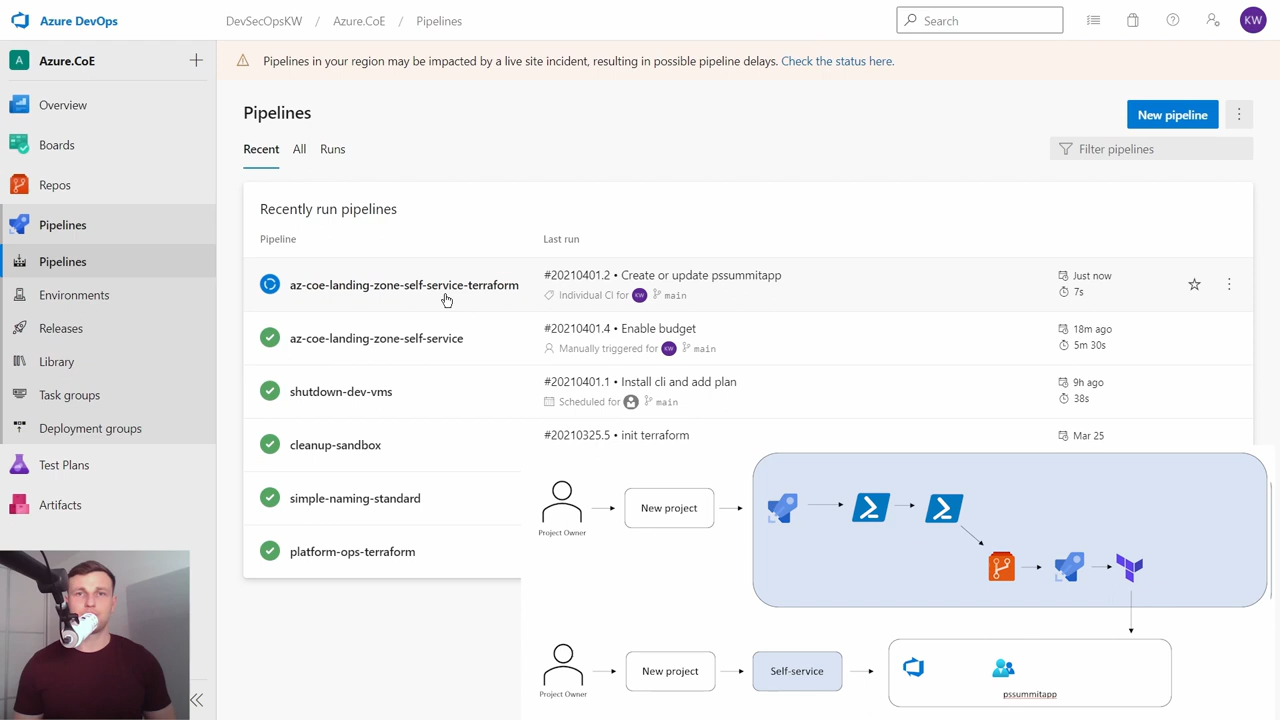 Azure DevOps
DevSecOpsKW / Azure.CoE / Pipelines
Search
KW
A
Azure.CoE
Pipelines in your region may be impacted by a live site incident, resulting in possible pipeline delays. Check the status here.
Overview
Boards
Repos
Pipelines
Pipelines
Environments
Releases
Library
Task groups
Deployment groups
Test Plans
Artifacts
Pipelines
New pipeline
Recent
All
Runs
Filter pipelines
Recently run pipelines
Pipeline
Last run
az-coe-landing-zone-self-service-terraform
#20210401.2 • Create or update pssummitapp
Individual CI for KW main
Just now
7s
az-coe-landing-zone-self-service
#20210401.4 • Enable budget
Manually triggered for KW main
18m ago
5m 30s
shutdown-dev-vms
#20210401.1 • Install cli and add plan
Scheduled for main
9h ago
38s
cleanup-sandbox
#20210325.5 • init terraform
Mar 25
simple-naming-standard
platform-ops-terraform
Project Owner
New project
Project Owner
New project
Self-service
pssummitapp